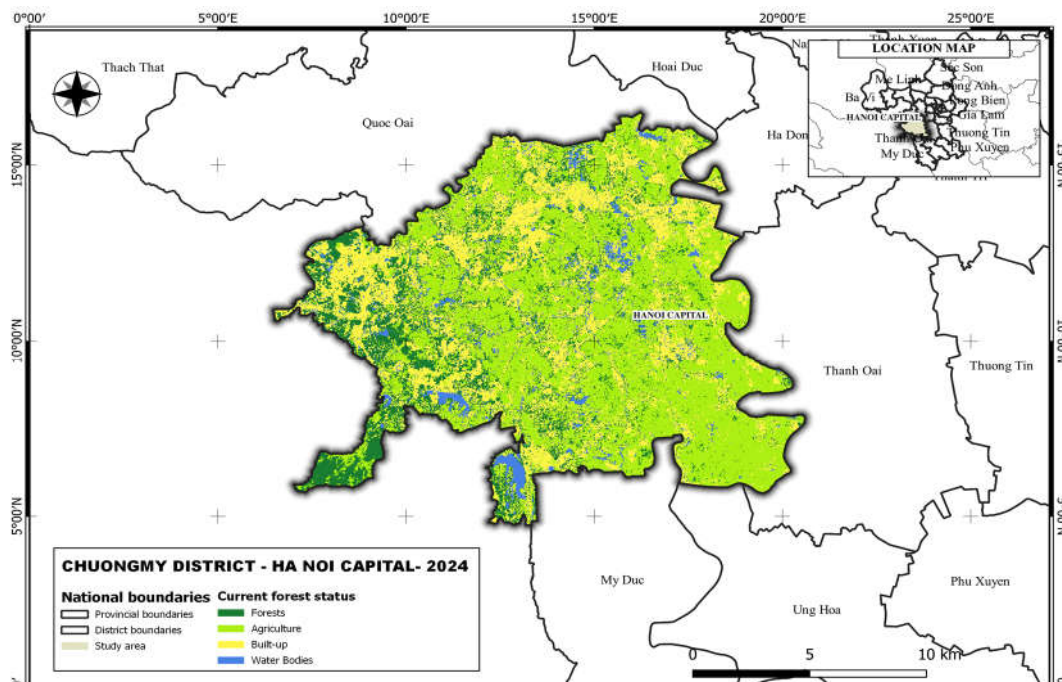 0°00' 5°00'E 10°00'E 15°00'E 20°00'E 25°00'E
Thach That
Hoai Duc
LOCATION MAP
Soc Son
Me Linh
Dong Anh
Ba Vi
Long Bien
Gia Lam
HANOI CAPITAL
Thuong Tin
Phu Xuyen
My Duc
Quoc Oai
Ha Don
15°00'N
HANOI CAPITAL
10°00'N
Thanh Oai
Thuong Tin
5°00'N
CHUONGMY DISTRICT - HA NOI CAPITAL- 2024
National boundaries
Provincial boundaries
District boundaries
Study area
Current forest status
Forests
Agriculture
Built-up
Water Bodies
My Duc
Ung Hoa
Phu Xuyen
0 5 10 km